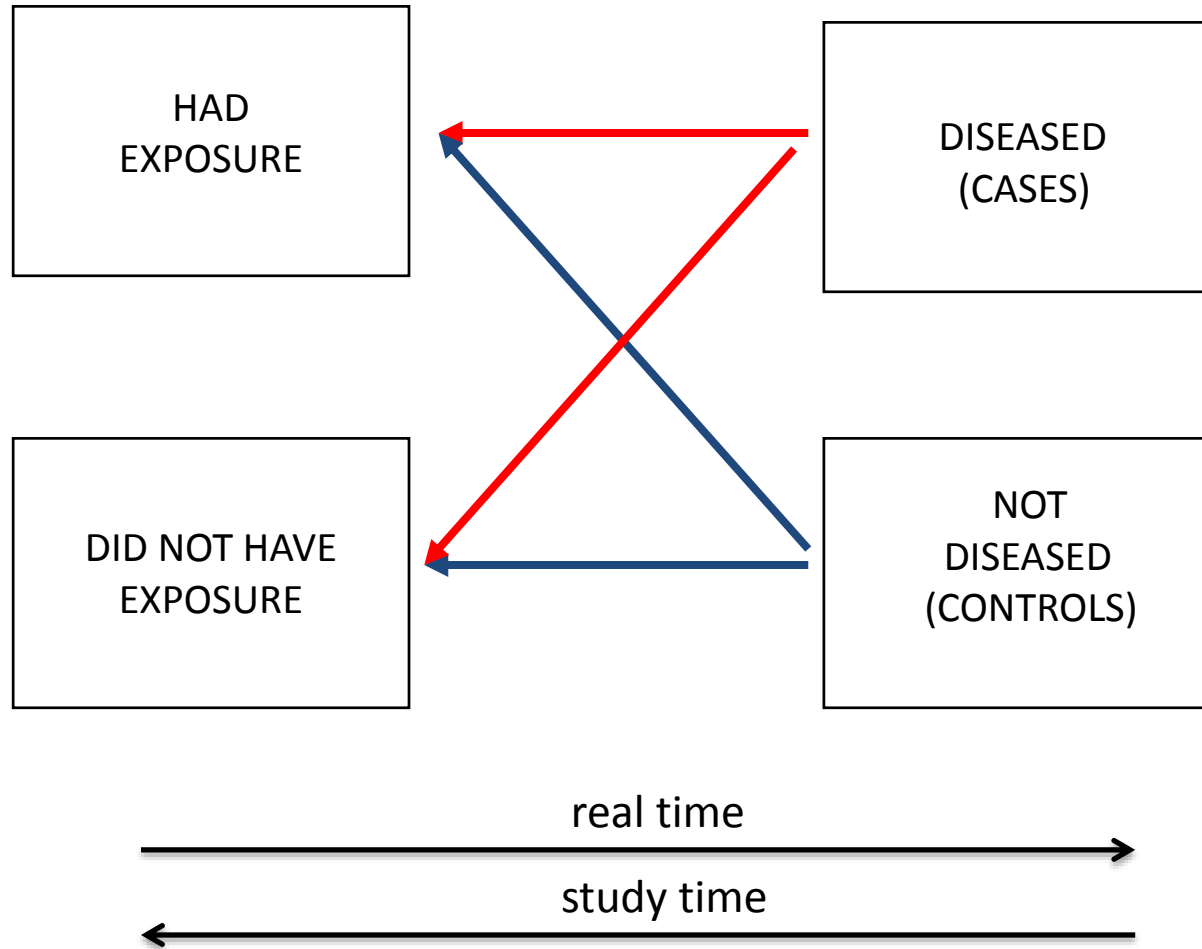 HAD
EXPOSURE
DISEASED
(CASES)
DID NOT HAVE
EXPOSURE
NOT
DISEASED
(CONTROLS)
real time
study time